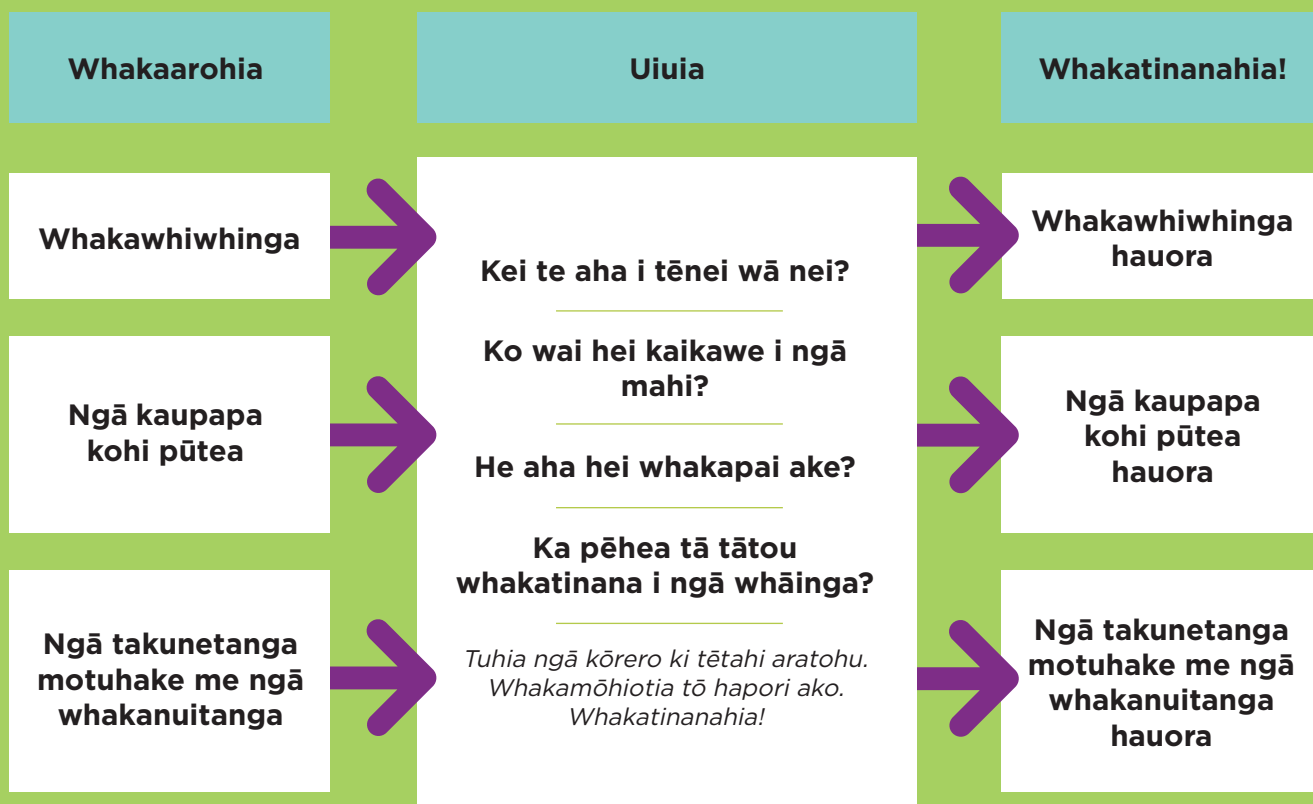 Whakaarohia
Uiuia
Whakatinanahia!
Whakawhiwhinga
Ngā kaupapa
kohi pūtea
Ngā takunetanga
motuhake me ngā
whakanuitanga
Kei te aha i tēnei wā nei?
Ko wai hei kaikawe i ngā
mahi?
He aha hei whakapai ake?
Ka pēhea tā tātou
whakatinana i ngā whāinga?
Tuhia ngā kōrero ki tētahi aratohu.
Whakamōhiotia tō hapori ako.
Whakatinanahia!
Whakawhiwhinga
hauora
Ngā kaupapa
kohi pūtea
hauora
Ngā takunetanga
motuhake me ngā
whakanuitanga
hauora